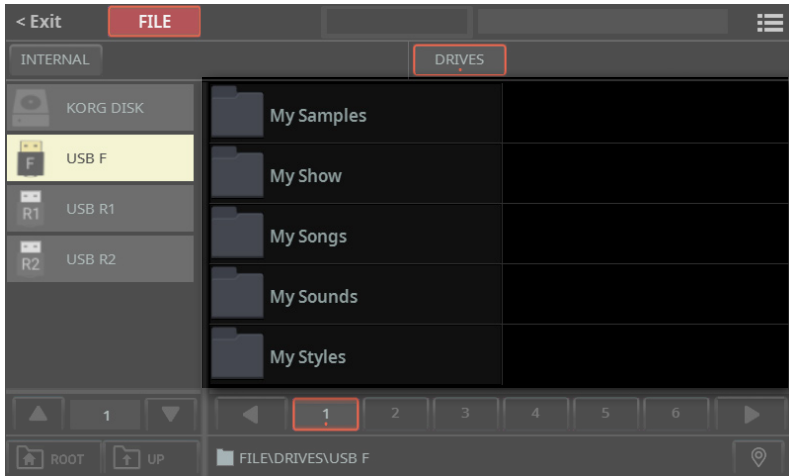 < Exit FILE
INTERNAL DRIVES
KORG DISK
F USB F
R1 USB R1
R2 USB R2
My Samples
My Show
My Songs
My Sounds
My Styles
1
1 2 3 4 5 6
ROOT UP
FILE\DRIVES\USB F